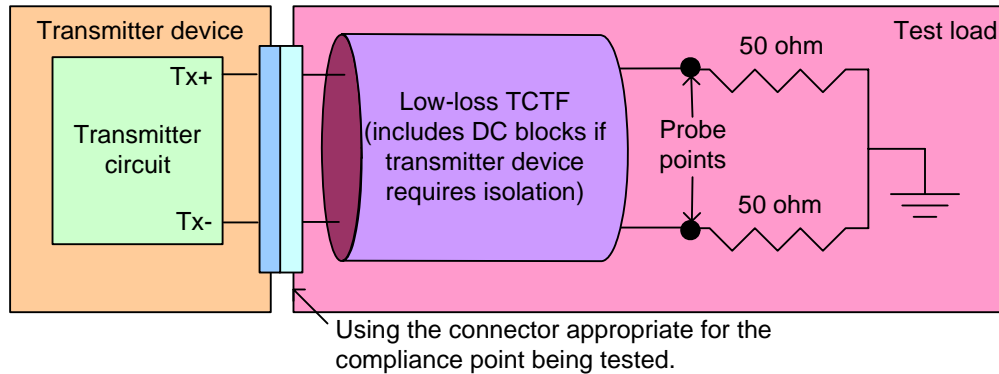 Transmitter device
Test load
50 ohm
Tx+
Transmitter
circuit
Tx-
Low-loss TCTF
(includes DC blocks if
transmitter device
requires isolation)
Probe
points
50 ohm
Using the connector appropriate for the
compliance point being tested.